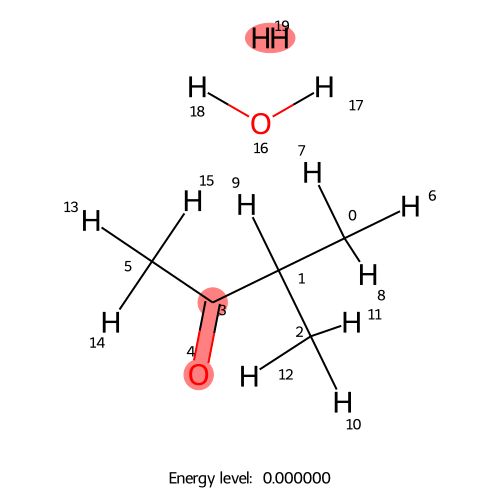 HH 19
H H
18 O 17
16
7
H
15 9 H 6
13 H H 0 H
H
5 1 H 8
3
4 2 H 11
O H 12
H 14
H
10
Energy level: 0.000000